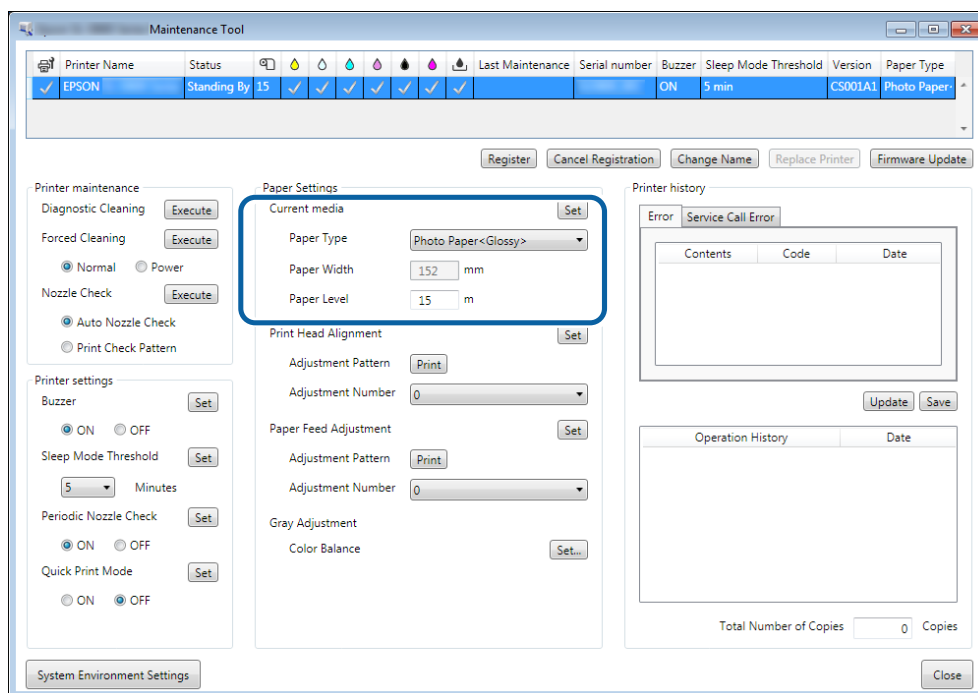 Maintenance Tool
Printer Name Status Last Maintenance Serial number Buzzer Sleep Mode Threshold Version Paper Type
EPSON Standing By 15 ON 5 min CS001A1 Photo Paper
Register Cancel Registration Change Name Replace Printer Firmware Update
Printer maintenance
Diagnostic Cleaning Execute
Forced Cleaning Execute
Normal Power
Nozzle Check Execute
Auto Nozzle Check
Print Check Pattern
Printer settings
Buzzer Set
ON OFF
Sleep Mode Threshold Set
5 Minutes
Periodic Nozzle Check Set
ON OFF
Quick Print Mode Set
ON OFF
Paper Settings
Current media Set
Paper Type Photo Paper<Glossy>
Paper Width 152 mm
Paper Level 15 m
Print Head Alignment Set
Adjustment Pattern Print
Adjustment Number 0
Paper Feed Adjustment Set
Adjustment Pattern Print
Adjustment Number 0
Gray Adjustment
Color Balance Set...
Printer history
Error Service Call Error
Contents Code Date
Update Save
Operation History Date
Total Number of Copies 0 Copies
System Environment Settings Close